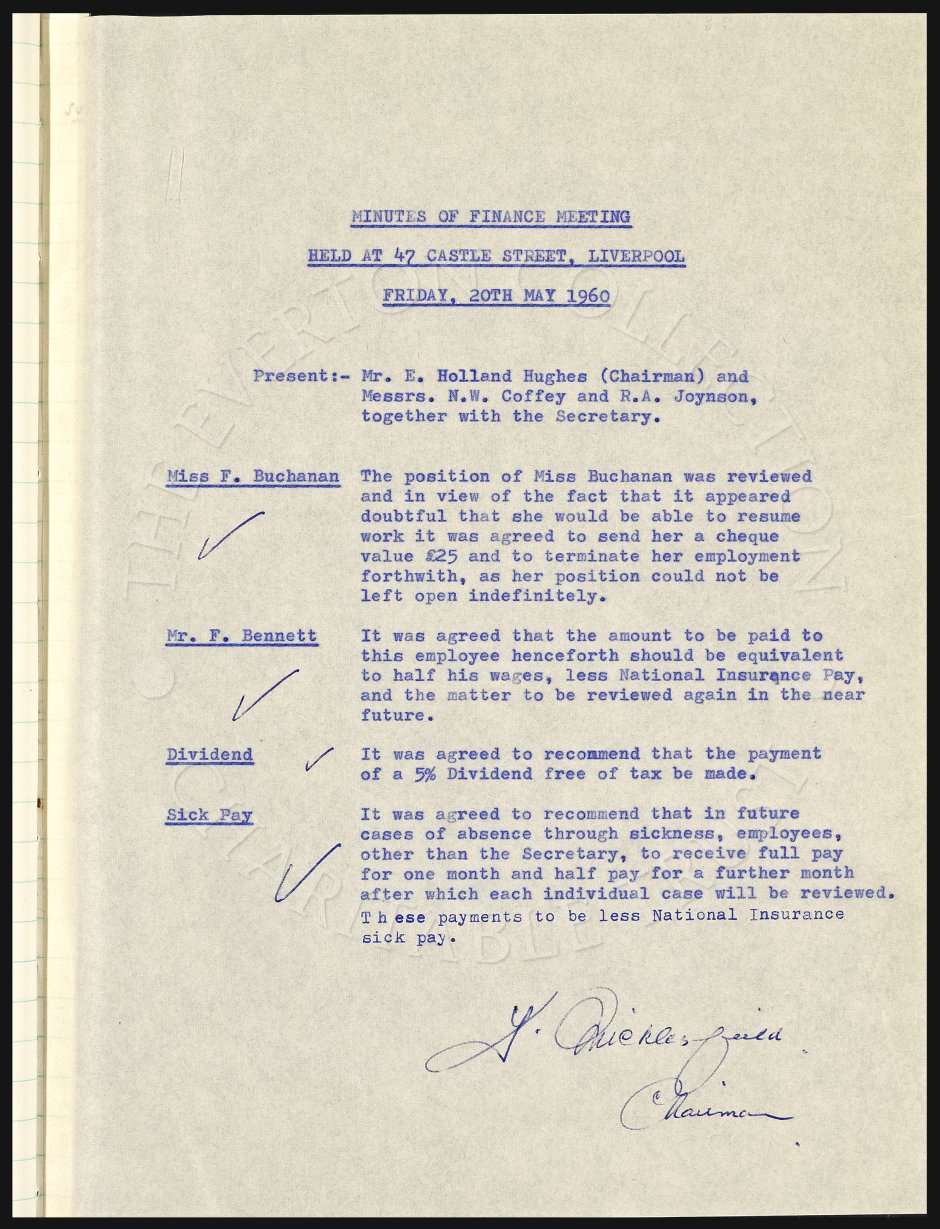 MINUTES OF FINANCE MEETING
HELD AT 47 CASTLE STREET, LIVERPOOL
FRIDAY, 20TH MAY 1960
Present:- Mr. E. Holland Hughes (Chairman) and
Messrs. N.W. Coffey and R.A. Joynson,
together with the Secretary.
Miss F. Buchanan The position of Miss Buchanan was reviewed
and in view of the fact that it appeared
doubtful that she would be able to resume
work it was agreed to send her a cheque
value £25 and to terminate her employment
forthwith, as her position could not be
left open indefinitely.
Mr. F. Bennett It was agreed that the amount to be paid to
this employee henceforth should be equivalent
to half his wages, less National Insurance Pay,
and the matter to be reviewed again in the near
future.
Dividend It was agreed to recommend that the payment
of a 5% Dividend free of tax be made.
Sick Pay It was agreed to recommend that in future
cases of absence through sickness, employees,
other than the Secretary, to receive full pay
for one month and half pay for a further month
after which each individual case will be reviewed.
These payments to be less National Insurance
sick pay.
Chairman
THE EVERTON COLLECTION
CHARITABLE TRUST